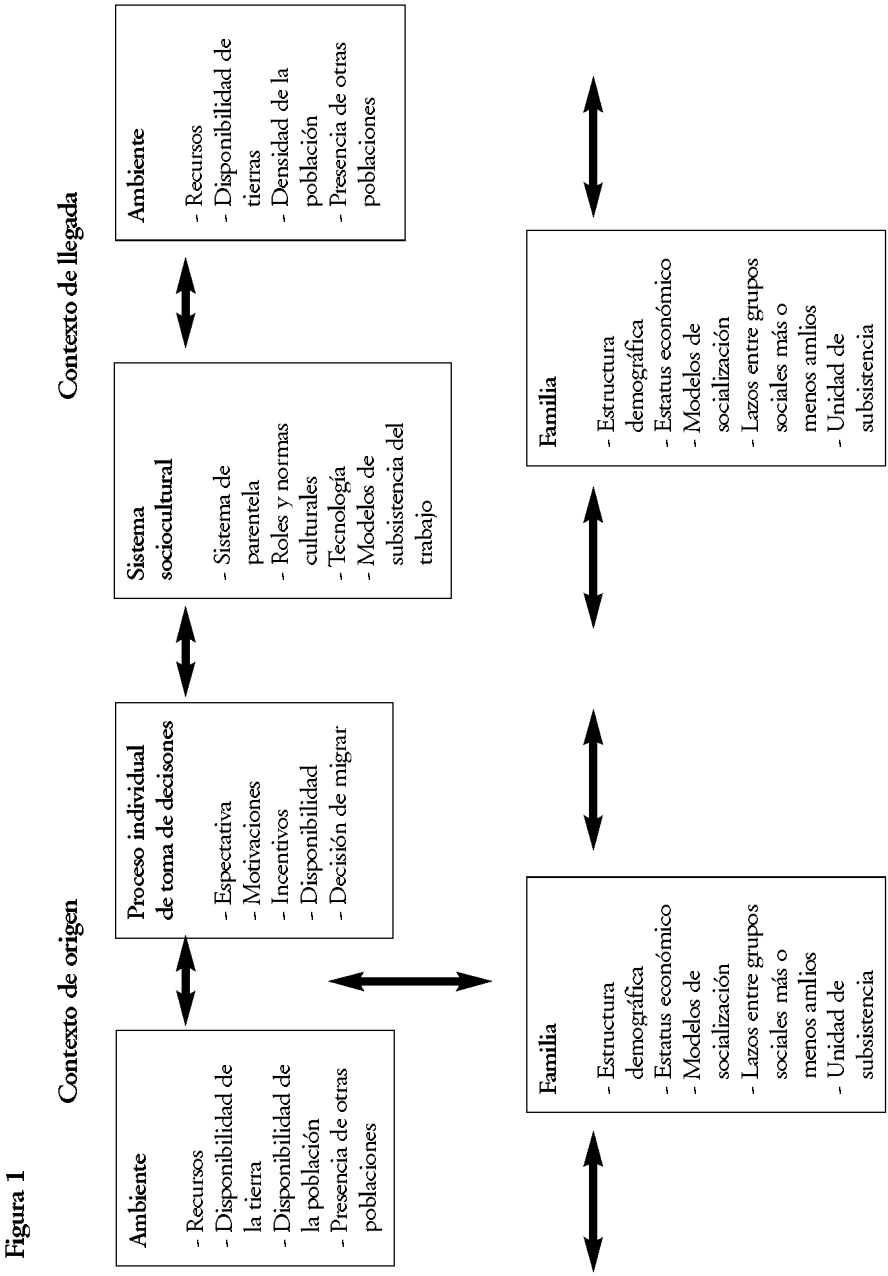 Figura 1
Contexto de origen
Contexto de llegada
Ambiente
- Recursos
- Disponibilidad de
la tierra
- Disponibilidad de
la población
- Presencia de otras
poblaciones
Proceso individual
de toma de decisones
- Espectativa
- Motivaciones
- Incentivos
- Disponibilidad
- Decisión de migrar
Sistema
sociocultural
- Sistema de
parentela
- Roles y normas
culturales
- Tecnología
- Modelos de
subsistencia del
trabajo
Ambiente
- Recursos
- Disponibilidad de
tierras
- Densidad de la
población
- Presencia de otras
poblaciones
Familia
- Estructura
demográfica
- Estatus económico
- Modelos de
socialización
- Lazos entre grupos
sociales más o
menos amlios
- Unidad de
subsistencia
Familia
- Estructura
demográfica
- Estatus económico
- Modelos de
socialización
- Lazos entre grupos
sociales más o
menos amlios
- Unidad de
subsistencia